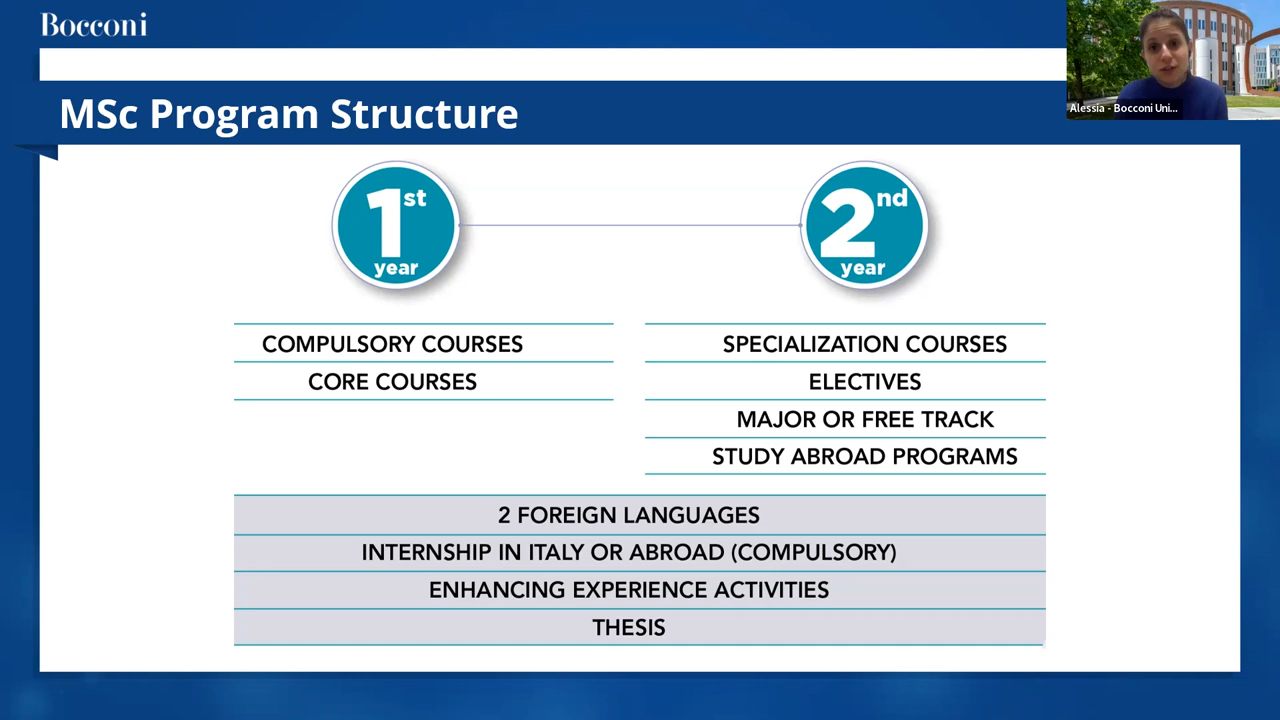 Bocconi
Alessia - Bocconi Uni...
MSc Program Structure
1st year
2nd year
COMPULSORY COURSES
CORE COURSES
SPECIALIZATION COURSES
ELECTIVES
MAJOR OR FREE TRACK
STUDY ABROAD PROGRAMS
2 FOREIGN LANGUAGES
INTERNSHIP IN ITALY OR ABROAD (COMPULSORY)
ENHANCING EXPERIENCE ACTIVITIES
THESIS